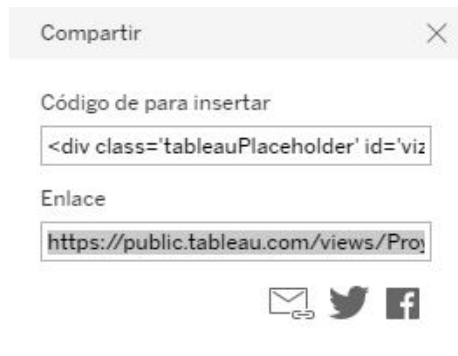 Compartir
Código de para insertar
<div class='tableauPlaceholder' id='viz
Enlace
https://public.tableau.com/views/Proy